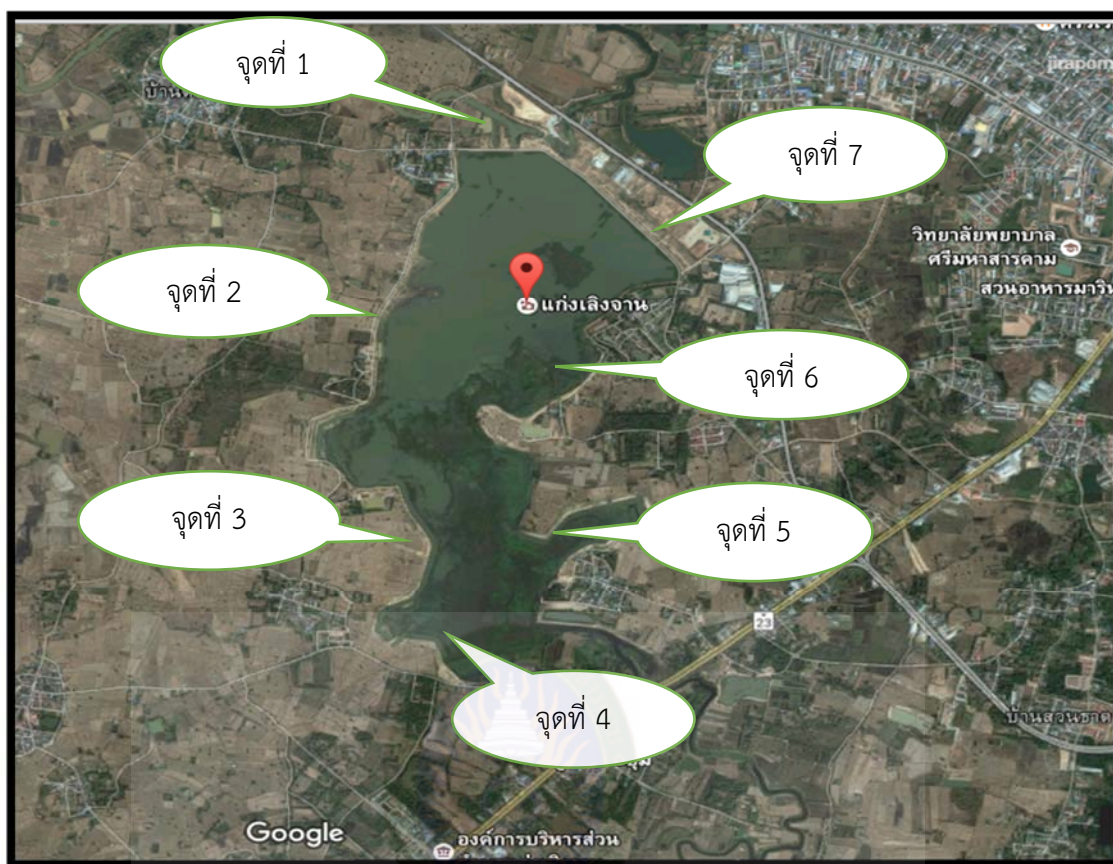 จุดที่ 1
jirapom
จุดที่ 7
วิทยาลัยพยาบาล
ศรีมหาสารคาม
สวนอาหารมาริน
จุดที่ 2
แก่งเลิงจาน
จุดที่ 6
จุดที่ 3
จุดที่ 5
23
จุดที่ 4
บ้านสวนธาตุ
Google
องค์การบริหารส่วน